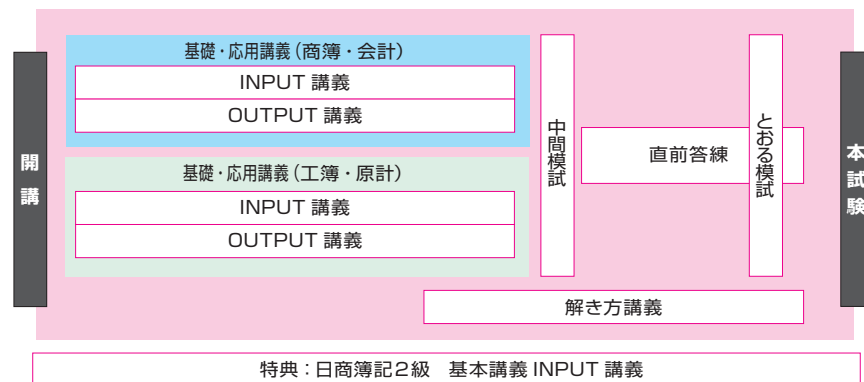 開講
基礎・応用講義(商簿・会計)
INPUT 講義
OUTPUT 講義
基礎・応用講義(工簿・原計)
INPUT 講義
OUTPUT 講義
中間模試
直前答練
とおる模試
解き方講義
本試験
特典:日商簿記2級 基本講義 INPUT 講義